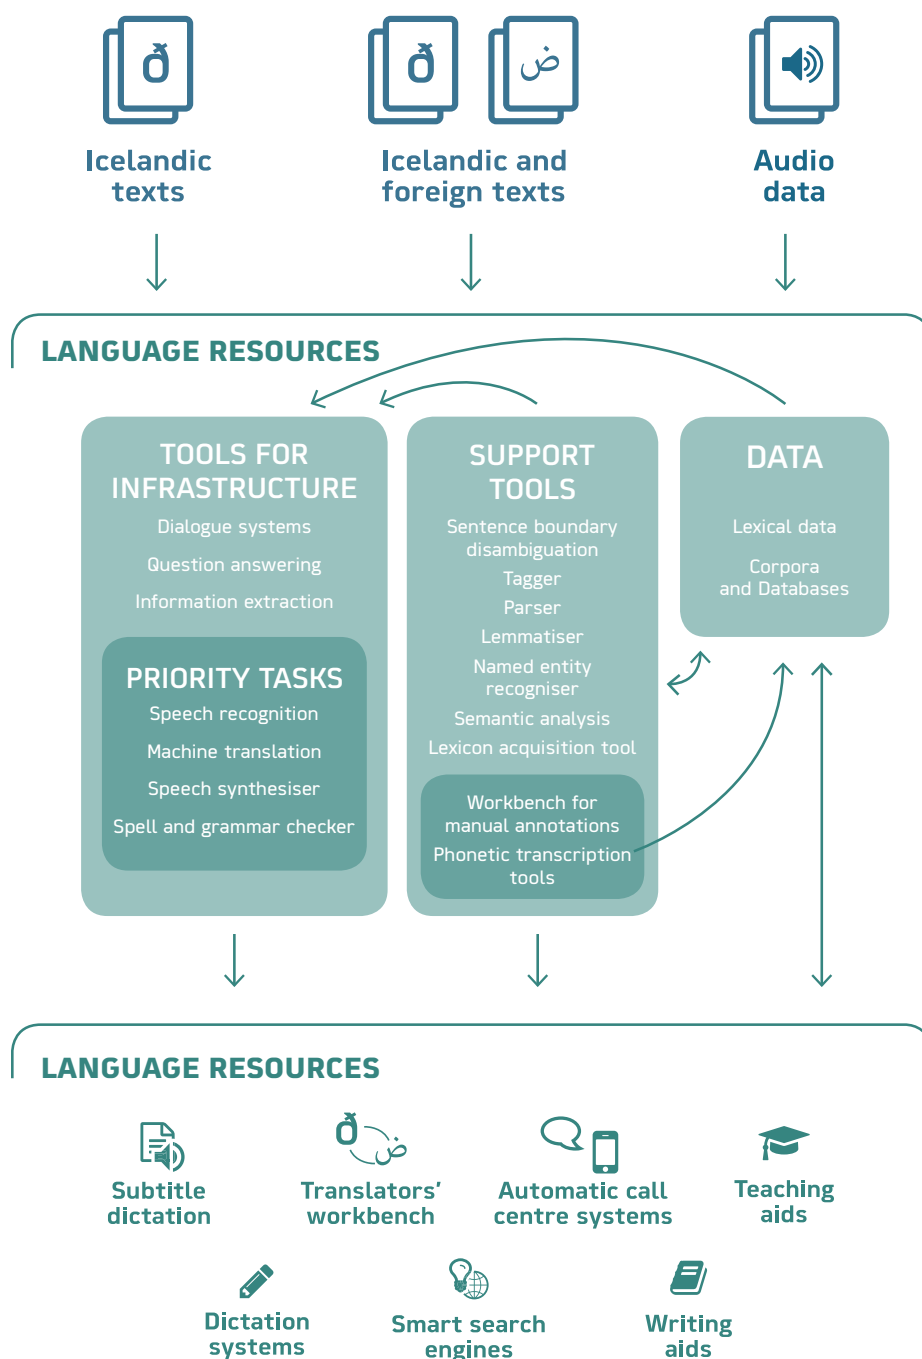 ð
ð
ض
Icelandic
texts
Icelandic and
foreign texts
Audio
data
LANGUAGE RESOURCES
TOOLS FOR
INFRASTRUCTURE
Dialogue systems
Question answering
Information extraction
PRIORITY TASKS
Speech recognition
Machine translation
Speech synthesiser
Spell and grammar checker
SUPPORT
TOOLS
Sentence boundary
disambiguation
Tagger
Parser
Lemmatiser
Named entity
recogniser
Semantic analysis
Lexicon acquisition tool
Workbench for
manual annotations
Phonetic transcription
tools
DATA
Lexical data
Corpora
and Databases
LANGUAGE RESOURCES
ð
ض
Subtitle
dictation
Translators’
workbench
Automatic call
centre systems
Teaching
aids
Dictation
systems
Smart search
engines
Writing
aids